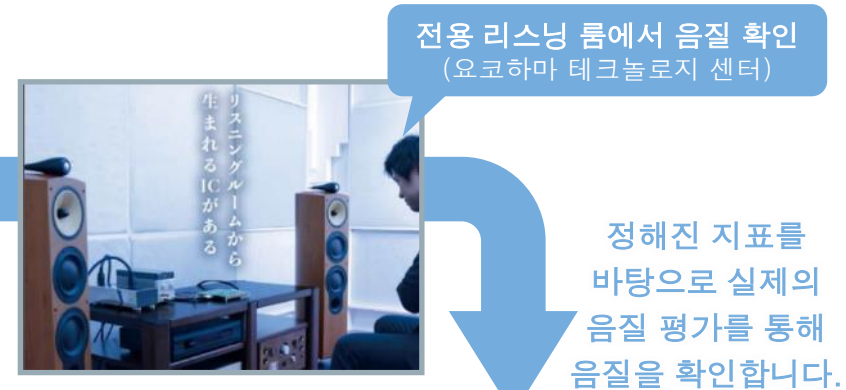 전용 리스닝 룸에서 음질 확인
(요코하마 테크놀로지 센터)
リスニングルームから
生まれるICがある
정해진 지표를
바탕으로 실제의
음질 평가를 통해
음질을 확인합니다.